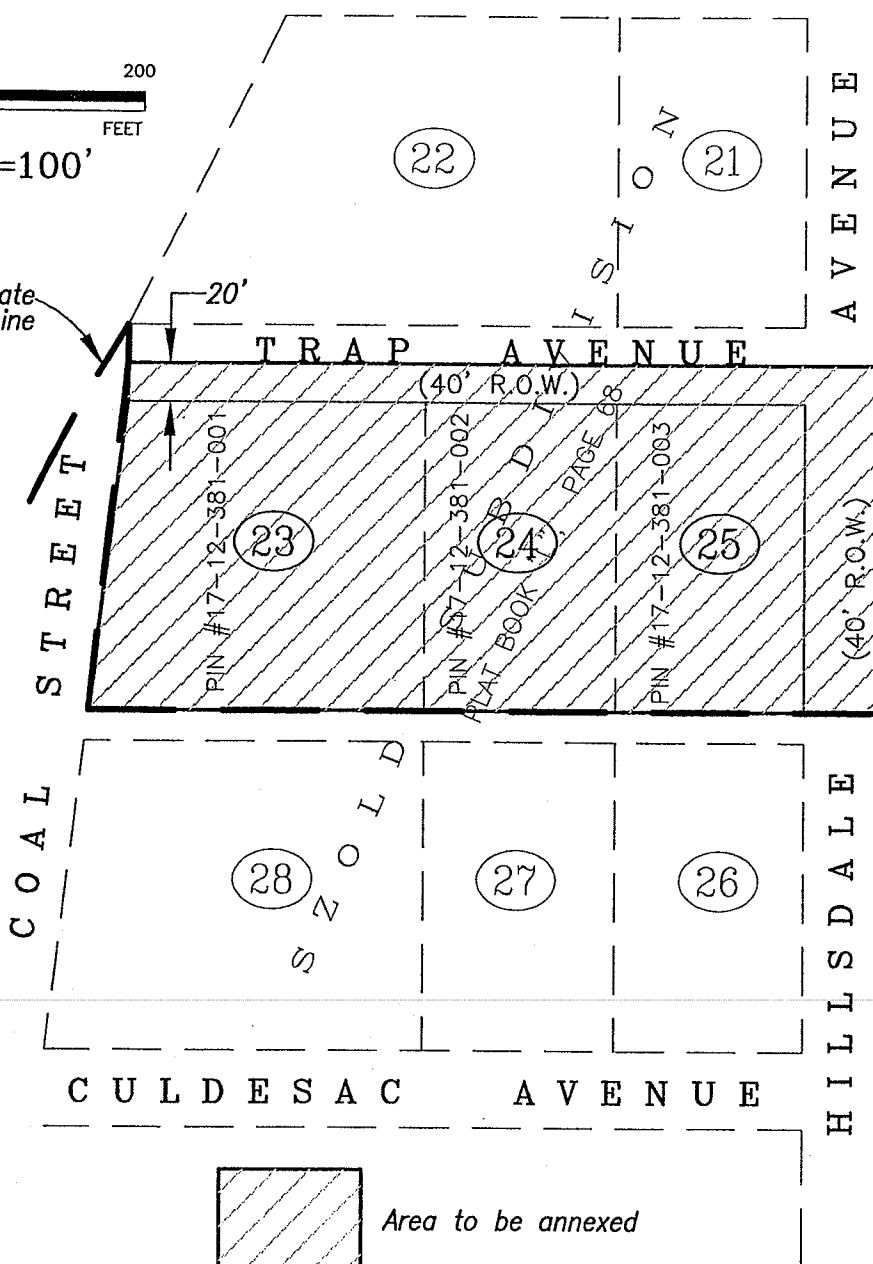 200
FEET
=100'
22
21
AVENUE
ate
ine
20'
TRAP AVENUE
(40' R.O.W.)
PIN #17-12-381-001
PIN #17-12-381-002
PIN #17-12-381-003
23
24
25
(40' R.O.W.)
SZOLD SUBDIVISION
PLAT BOOK "L", PAGE 68
COAL STREET
28
27
26
HILLSDALE
CULDESAC AVENUE
Area to be annexed